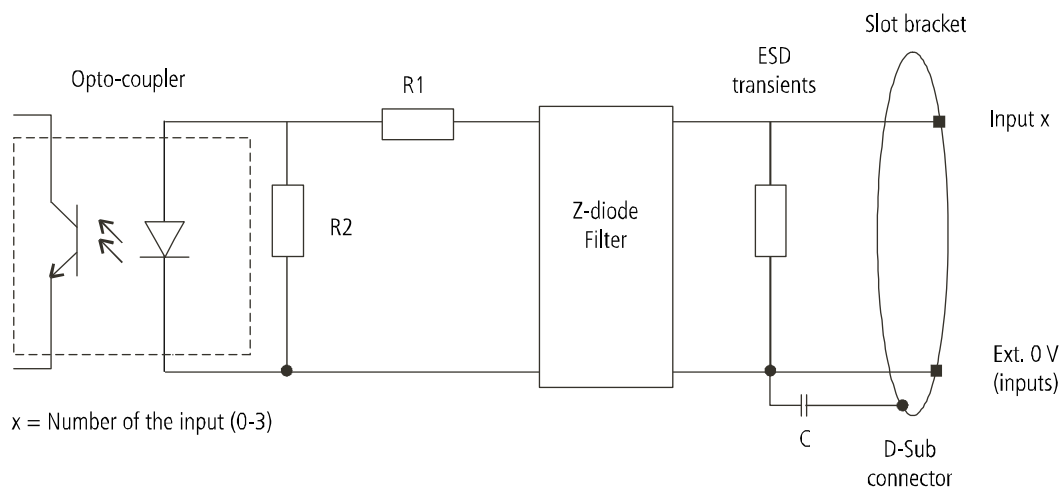 Slot bracket
Opto-coupler
R1
ESD
transients
Input x
R2
Z-diode
Filter
Ext. 0 V
(inputs)
x = Number of the input (0-3)
C
D-Sub
connector